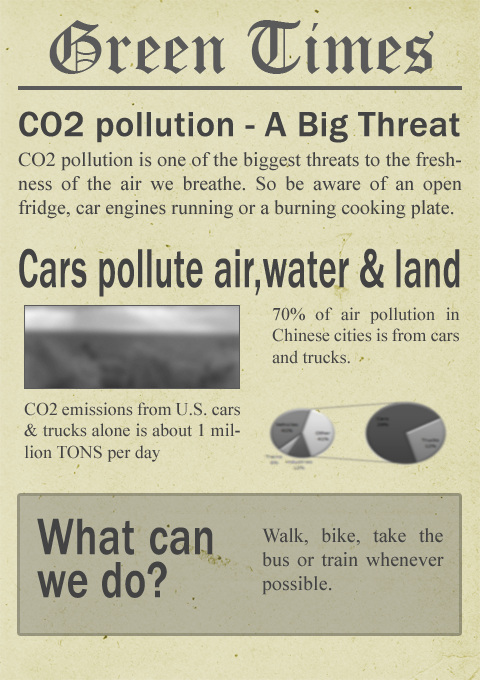 Green Times
CO2 pollution - A Big Threat
CO2 pollution is one of the biggest threats to the fresh-
ness of the air we breathe. So be aware of an open
fridge, car engines running or a burning cooking plate.
Cars pollute air,water & land
70% of air pollution in
Chinese cities is from cars
and trucks.
CO2 emissions from U.S. cars
& trucks alone is about 1 mil-
lion TONS per day
What can
we do?
Walk, bike, take the
bus or train whenever
possible.